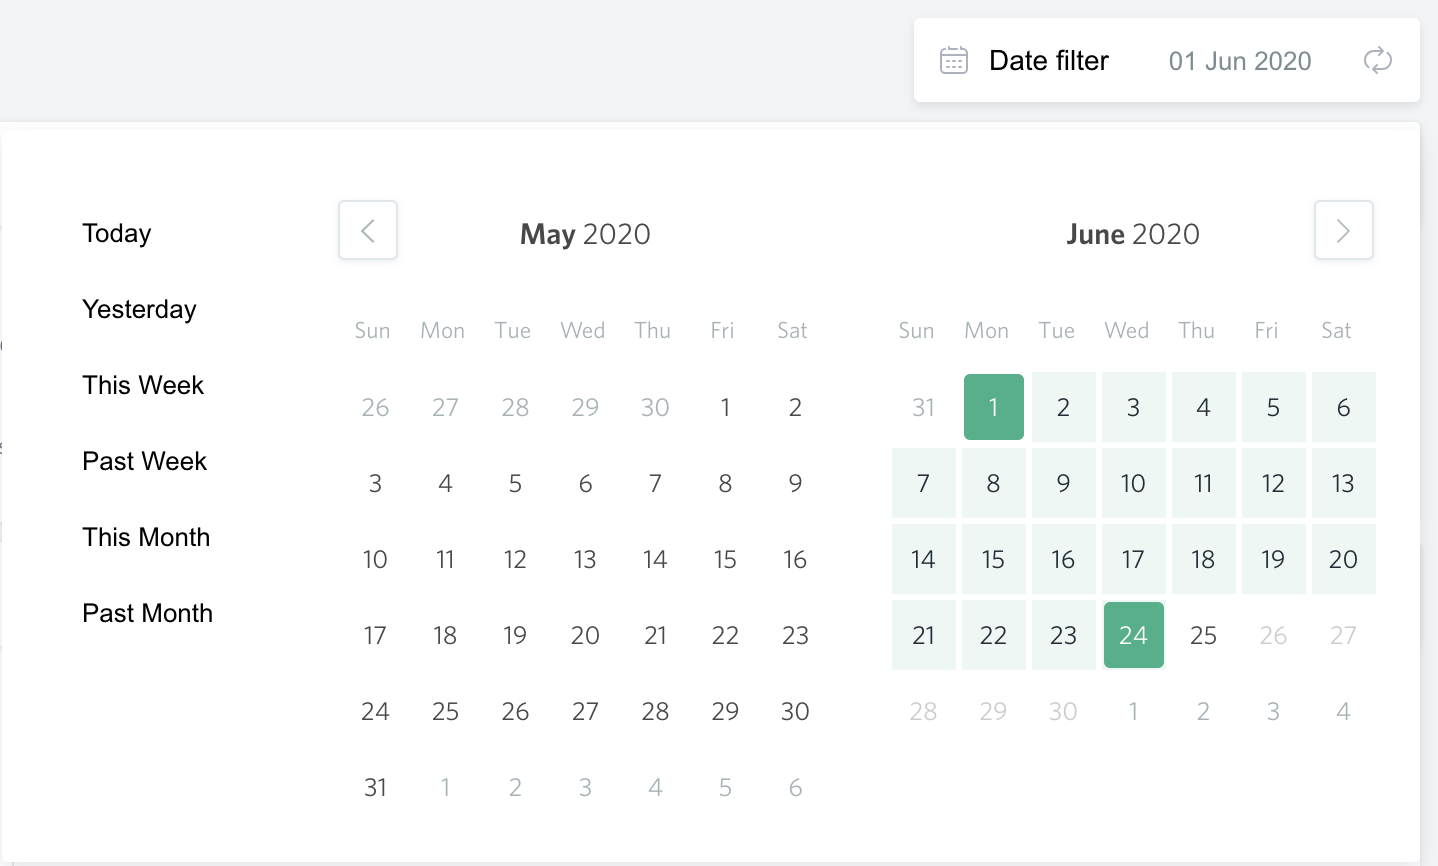 Date filter 01 Jun 2020
Today
Yesterday
This Week
Past Week
This Month
Past Month
May 2020
Sun Mon Tue Wed Thu Fri Sat
26 27 28 29 30 1 2
3 4 5 6 7 8 9
10 11 12 13 14 15 16
17 18 19 20 21 22 23
24 25 26 27 28 29 30
31 1 2 3 4 5 6
June 2020
Sun Mon Tue Wed Thu Fri Sat
31 1 2 3 4 5 6
7 8 9 10 11 12 13
14 15 16 17 18 19 20
21 22 23 24 25 26 27
28 29 30 1 2 3 4